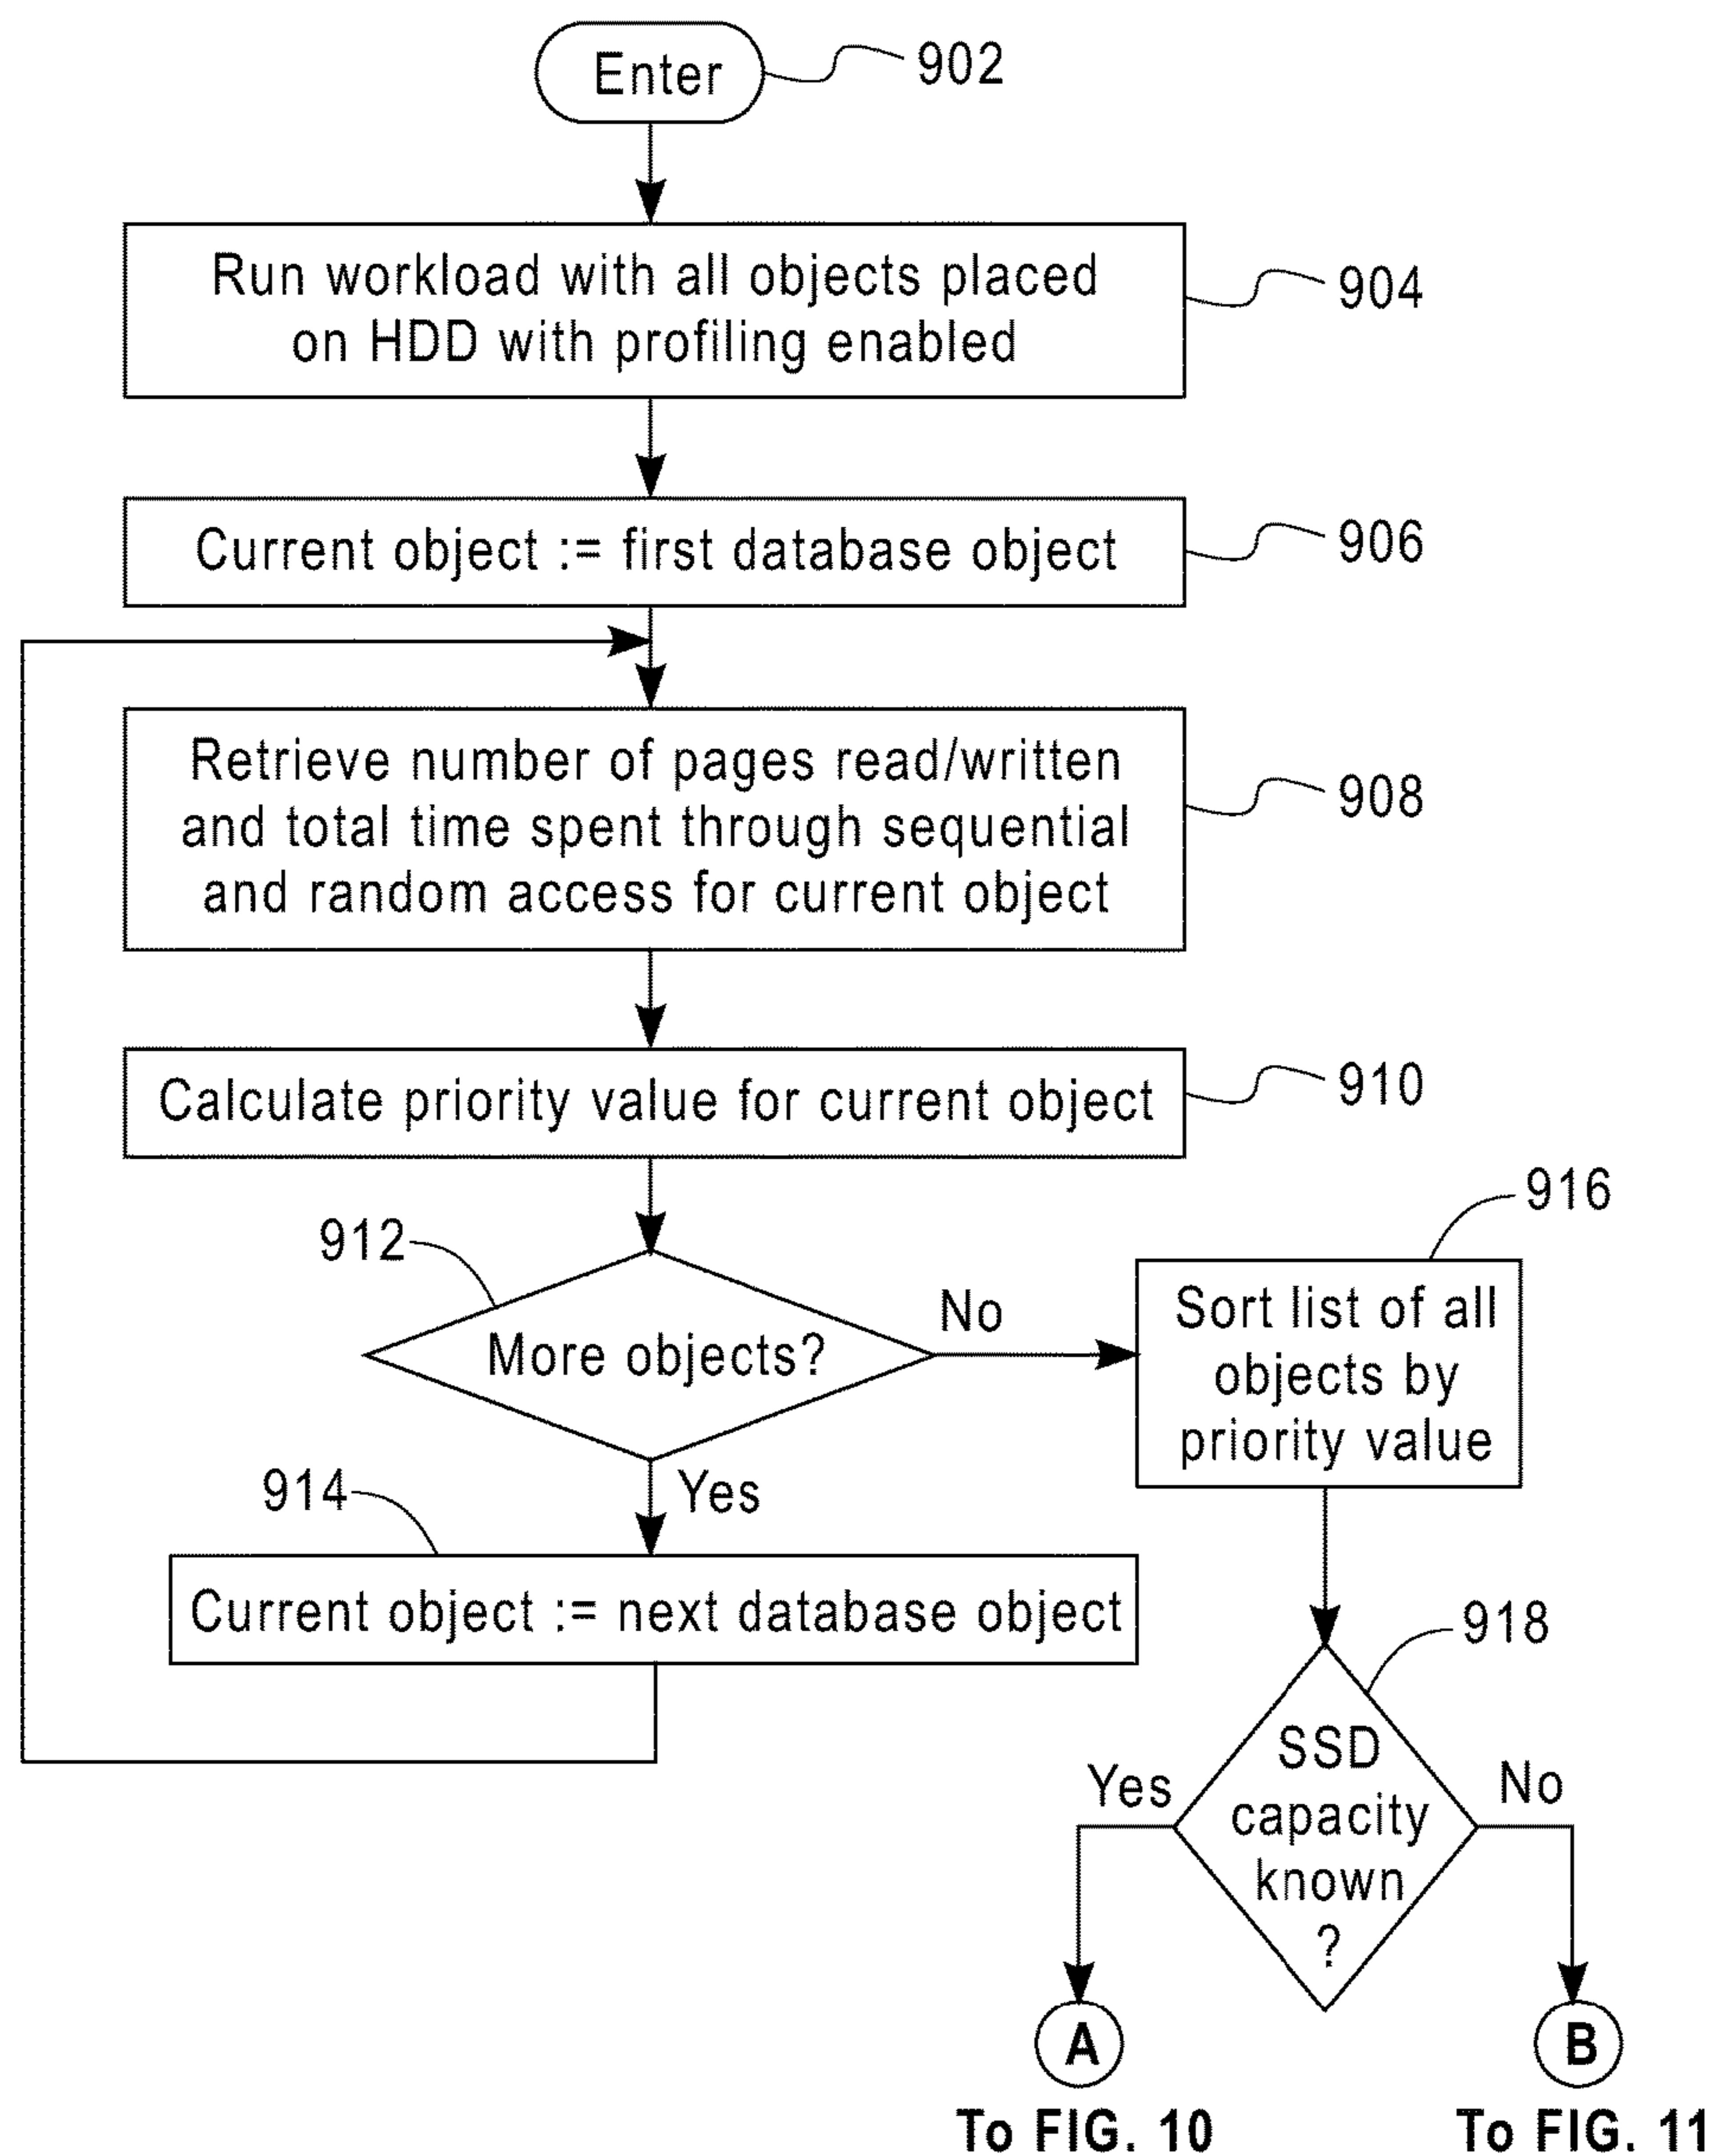 Enter
902
Run workload with all objects placed
on HDD with profiling enabled
904
Current object := first database object
906
Retrieve number of pages read/written
and total time spent through sequential
and random access for current object
908
Calculate priority value for current object
910
912
More objects?
No
916
Sort list of all
objects by
priority value
Yes
914
Current object := next database object
918
SSD
capacity
known
?
Yes
No
A
B
To FIG. 10
To FIG. 11